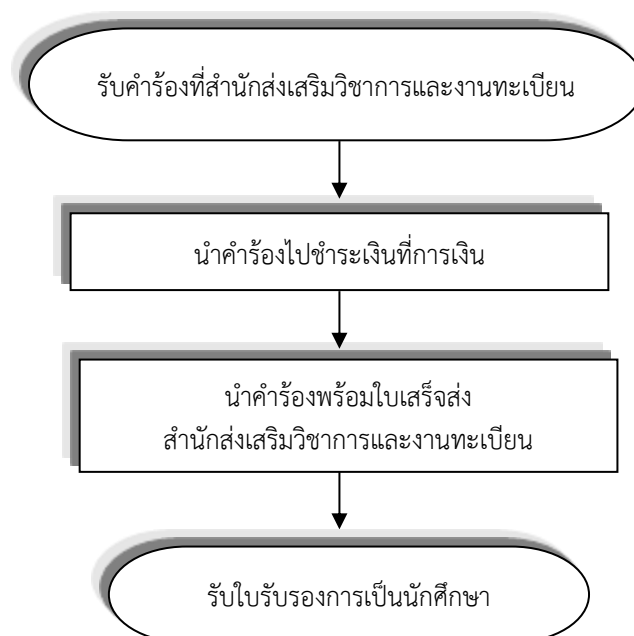 รับคำร้องที่สำนักส่งเสริมวิชาการและงานทะเบียน
นำคำร้องไปชำระเงินที่การเงิน
นำคำร้องพร้อมใบเสร็จส่ง
สำนักส่งเสริมวิชาการและงานทะเบียน
รับใบรับรองการเป็นนักศึกษา